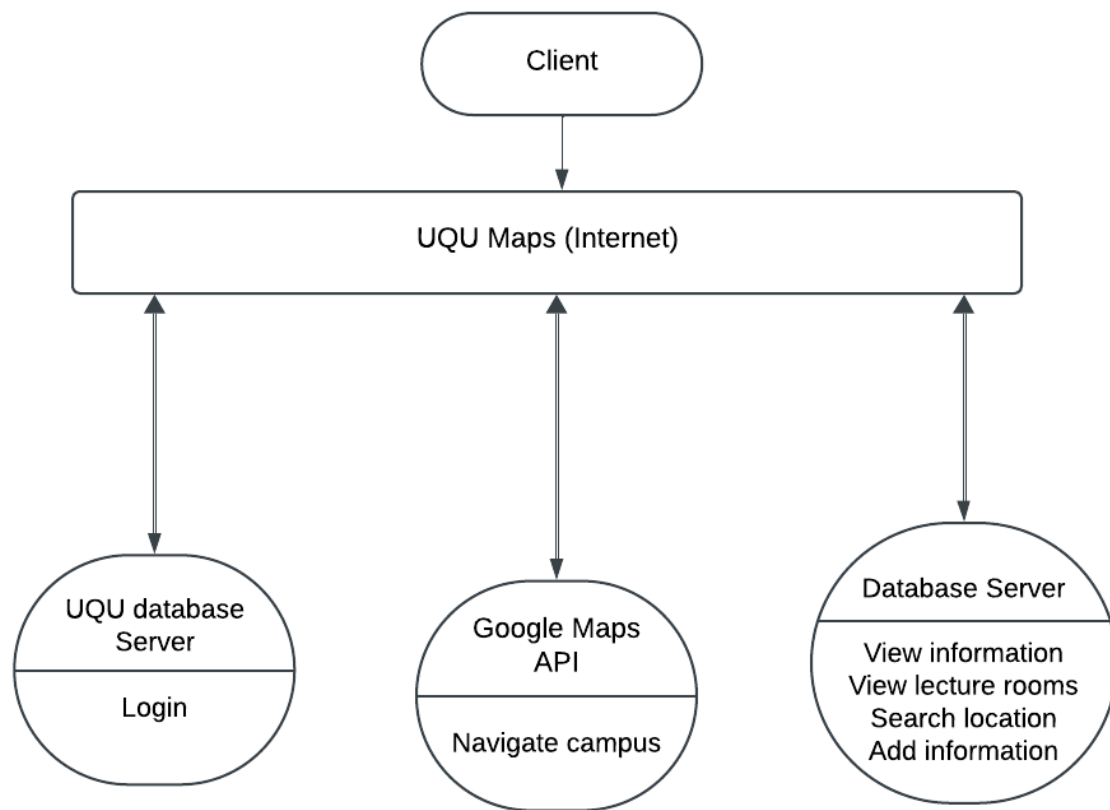 Client
UQU Maps (Internet)
UQU database
Server
Login
Google Maps
API
Navigate campus
Database Server
View information
View lecture rooms
Search location
Add information